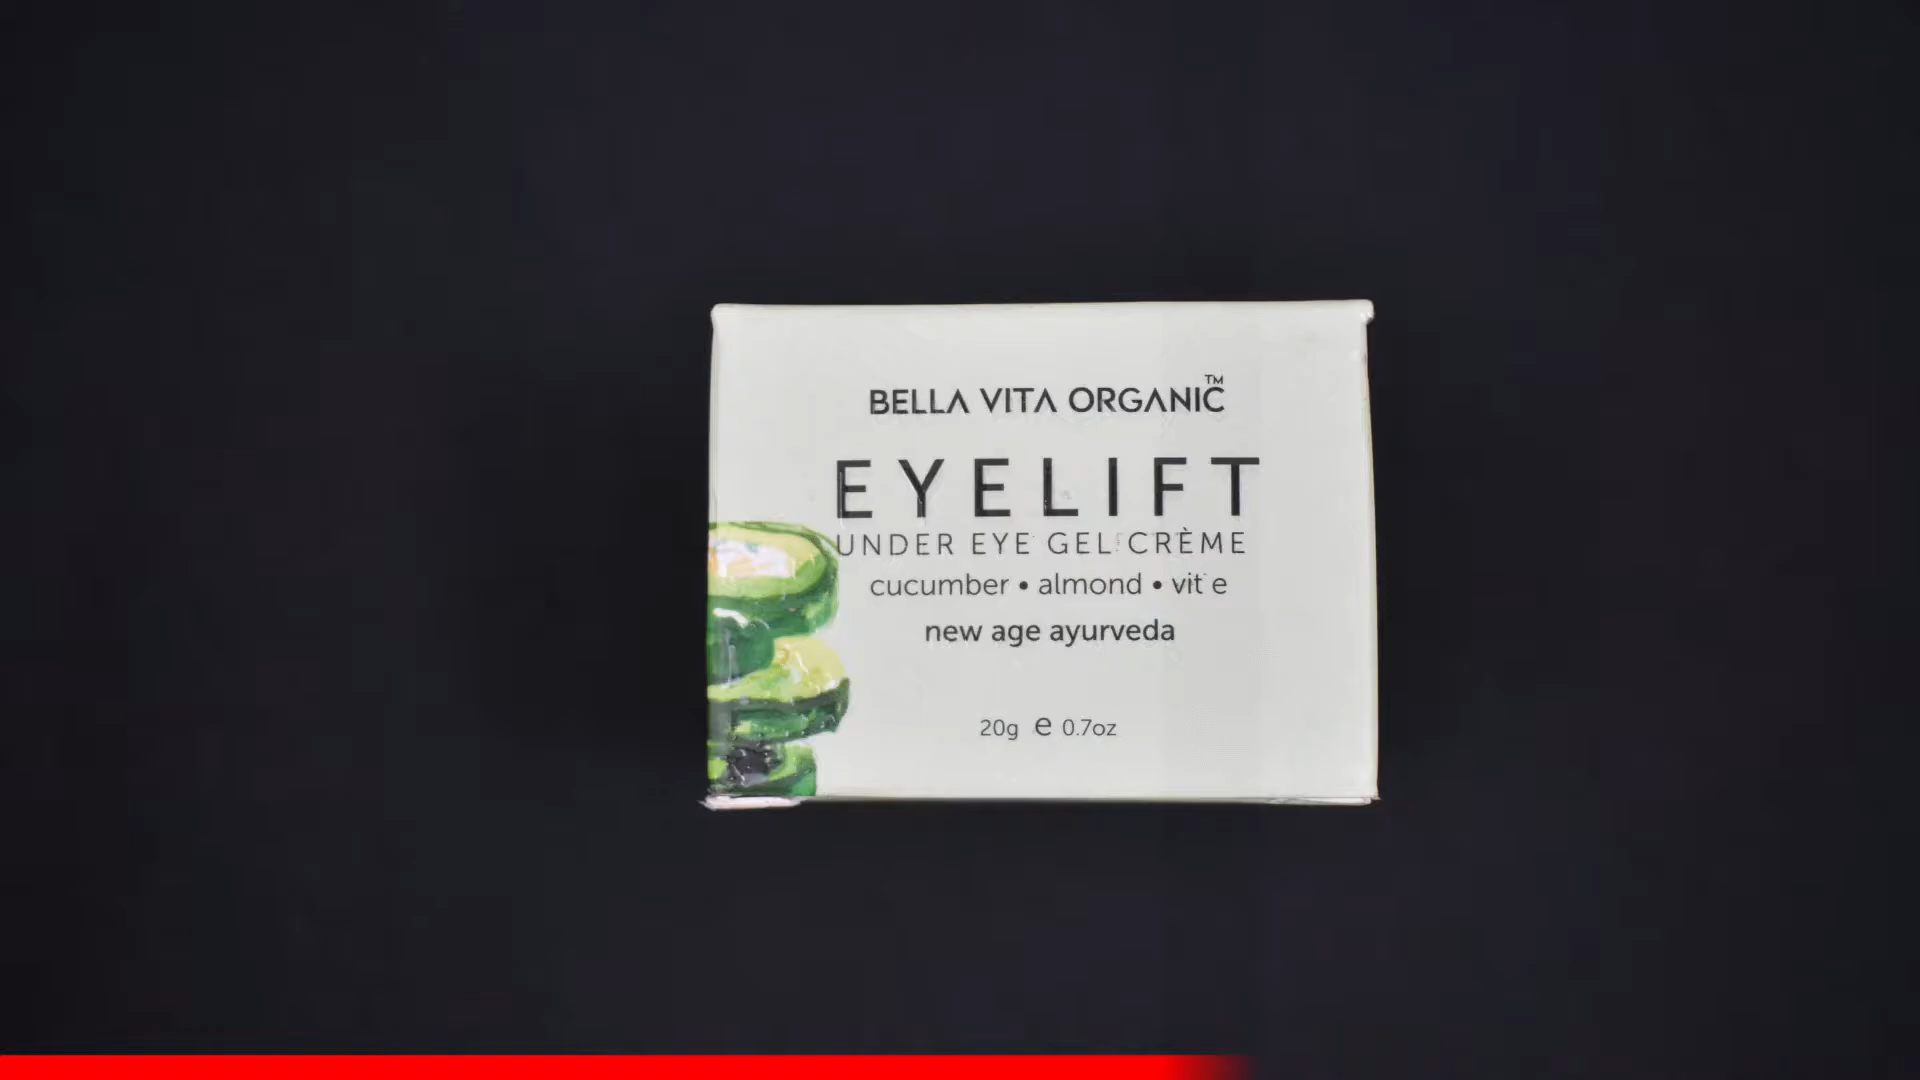 BELLA VITA ORGANIC™
EYELIFT
UNDER EYE GEL CRÈME
cucumber • almond • vit e
new age ayurveda
20g e 0.7oz